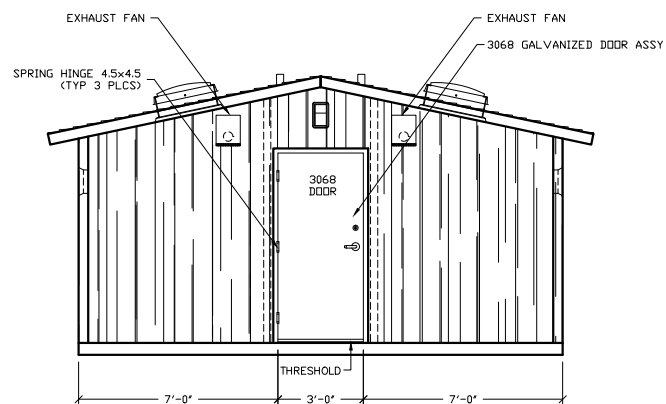 EXHAUST FAN
EXHAUST FAN
3068 GALVANIZED DOOR ASSY
SPRING HINGE 4.5x4.5
(TYP 3 PLCS)
3068
DOOR
THRESHOLD
7'-0"
3'-0"
7'-0"